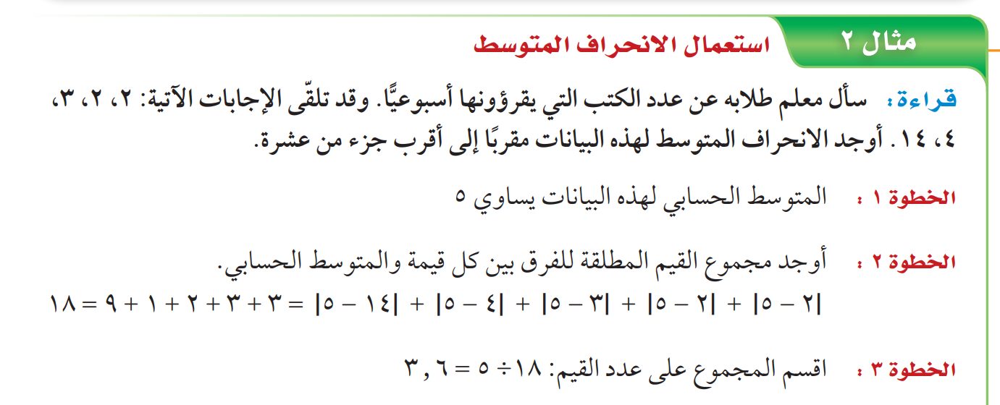 مثال ٢
استعمال الانحراف المتوسط
قراءة: سأل معلم طلابه عن عدد الكتب التي يقرؤونها أسبوعيًّا. وقد تلقّى الإجابات الآتية: ٢، ٢، ٣،
٤، ١٤. أوجد الانحراف المتوسط لهذه البيانات مقربًا إلى أقرب جزء من عشرة.
الخطوة ١ : المتوسط الحسابي لهذه البيانات يساوي ٥
الخطوة ٢ : أوجد مجموع القيم المطلقة للفرق بين كل قيمة والمتوسط الحسابي.
|٢ – ٥| + |٢ – ٥| + |٣ – ٥| + |٤ – ٥| + |١٤ – ٥| = ٣ + ٣ + ٢ + ١ + ٩ = ١٨
الخطوة ٣ : اقسم المجموع على عدد القيم: ١٨ ÷ ٥ = ٣,٦